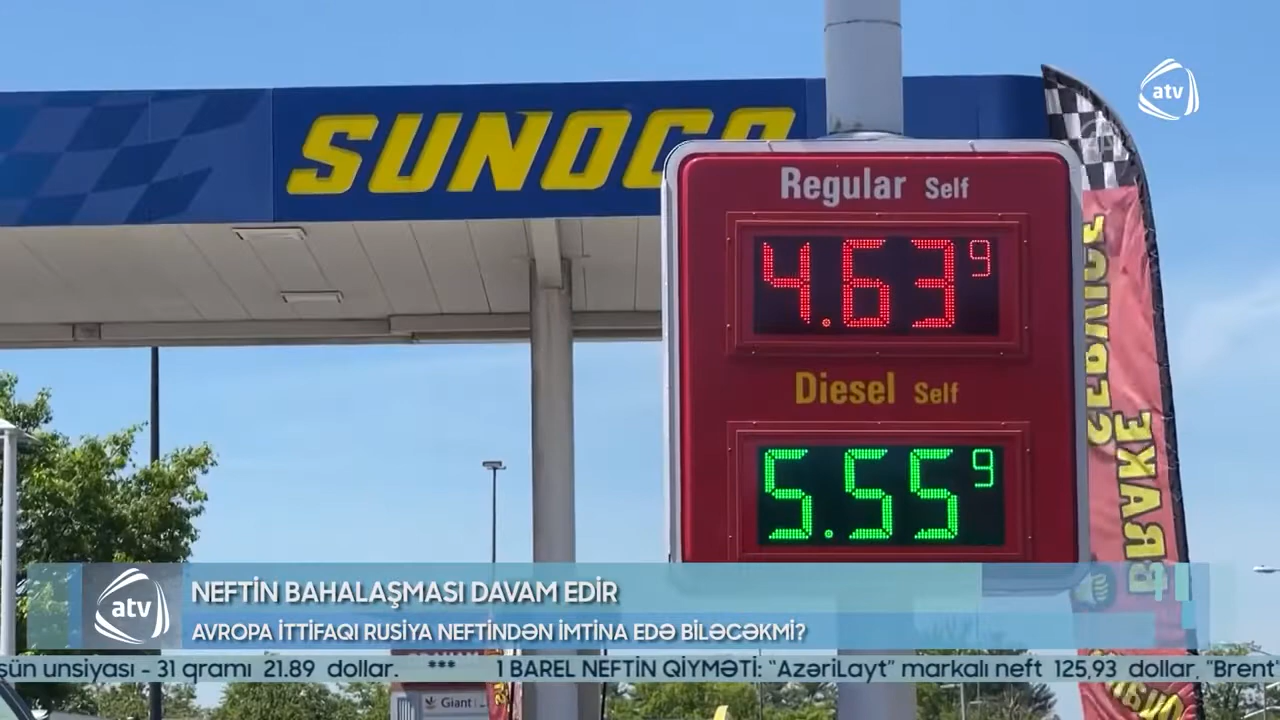 atv
SUNOCO
Regular Self
4.63 9
Diesel Self
5.55 9
BRAKE
SERVICE
atv
NEFTİN BAHALAŞMASI DAVAM EDİR
AVROPA İTTİFAQI RUSİYA NEFTİNDƏN İMTİNA EDƏ BİLƏCƏKMİ?
unsiyası - 31 qramı 21.89 dollar. *** 1 BAREL NEFTİN QİYMƏTİ: “AzəriLayt” markalı neft 125,93 dollar, “Brent”
Giant